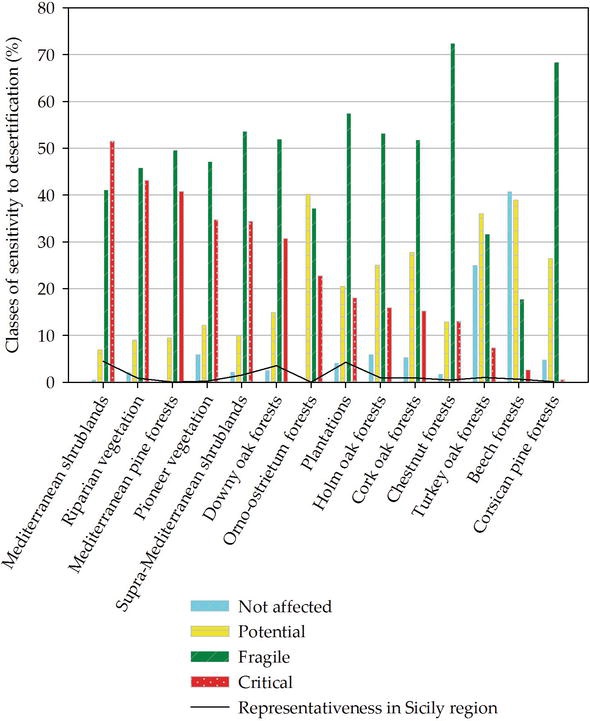 Classes of sensitivity to desertification (%)
80
70
60
50
40
30
20
10
0
Mediterranean shrublands
Riparian vegetation
Mediterranean pine forests
Pioneer vegetation
Supra-Mediterranean shrublands
Downy oak forests
Orno-ostrietum forests
Plantations
Holm oak forests
Cork oak forests
Chestnut forests
Turkey oak forests
Beech forests
Corsican pine forests
Not affected
Potential
Fragile
Critical
Representativeness in Sicily region